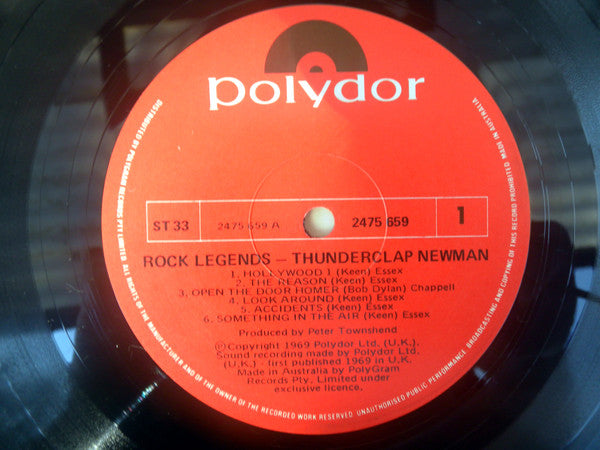 polydor
ST 33
2475 659 A
2475 659
1
ROCK LEGENDS – THUNDERCLAP NEWMAN
1. HOLLYWOOD 1 (Keen) Essex
2. THE REASON (Keen) Essex
3. OPEN THE DOOR HOMER (Bob Dylan) Chappell
4. LOOK AROUND (Keen) Essex
5. ACCIDENTS (Keen) Essex
6. SOMETHING IN THE AIR (Keen) Essex
Produced by Peter Townshend
©Copyright 1969 Polydor Ltd. (U.K.).
Sound recording made by Polydor Ltd.
(U.K.) - first published 1969 in U.K.
Made in Australia by PolyGram
Records Pty. Limited under
exclusive licence.
DISTRIBUTED BY POLYGRAM RECORDS PTY LIMITED. ALL RIGHTS OF THE MANUFACTURER AND OF THE OWNER OF THE RECORDED WORK RESERVED. UNAUTHORISED PUBLIC PERFORMANCE BROADCASTING AND COPYING OF THIS RECORD PROHIBITED. MADE IN AUSTRALIA